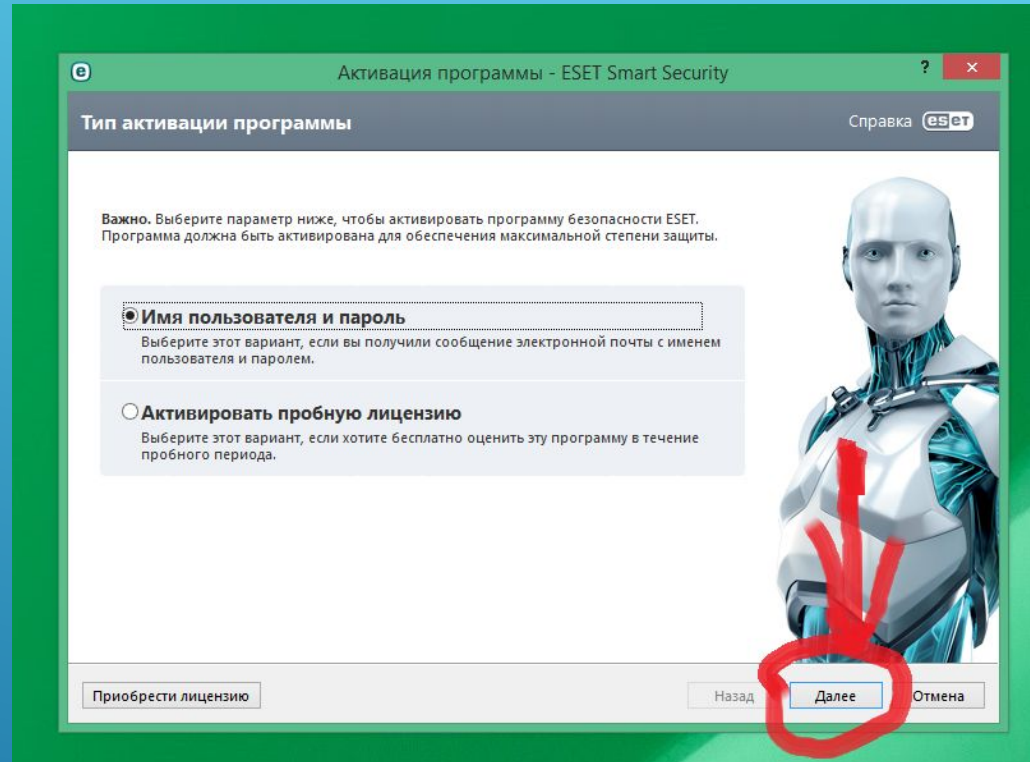 Активация программы - ESET Smart Security
?
Тип активации программы
Справка eset
Важно. Выберите параметр ниже, чтобы активировать программу безопасности ESET.
Программа должна быть активирована для обеспечения максимальной степени защиты.
Имя пользователя и пароль
Выберите этот вариант, если вы получили сообщение электронной почты с именем
пользователя и паролем.
Активировать пробную лицензию
Выберите этот вариант, если хотите бесплатно оценить эту программу в течение
пробного периода.
Приобрести лицензию
Назад
Далее
Отмена